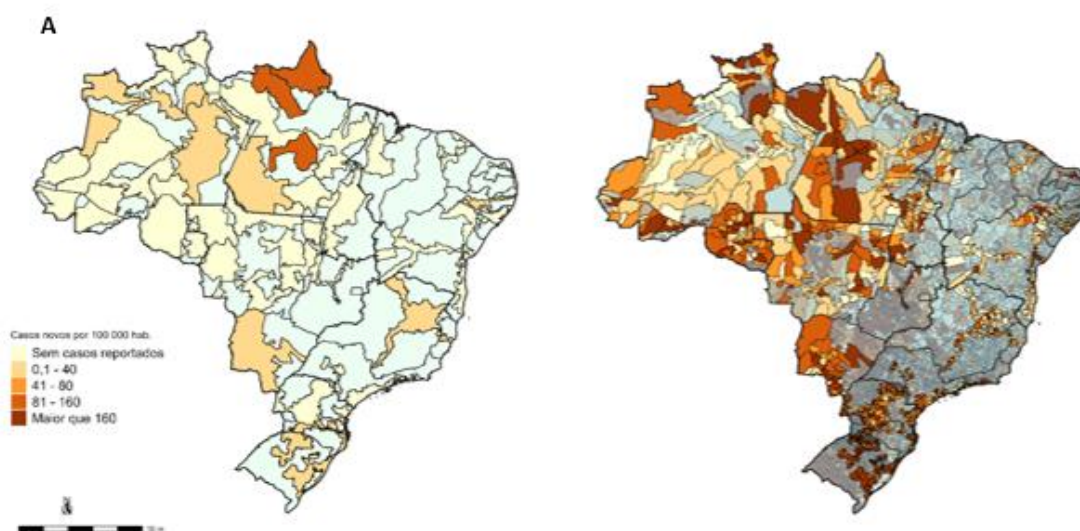 A
Casos novos por 100 000 hab.
Sem casos reportados
0,1 - 40
41 - 80
81 - 160
Maior que 160